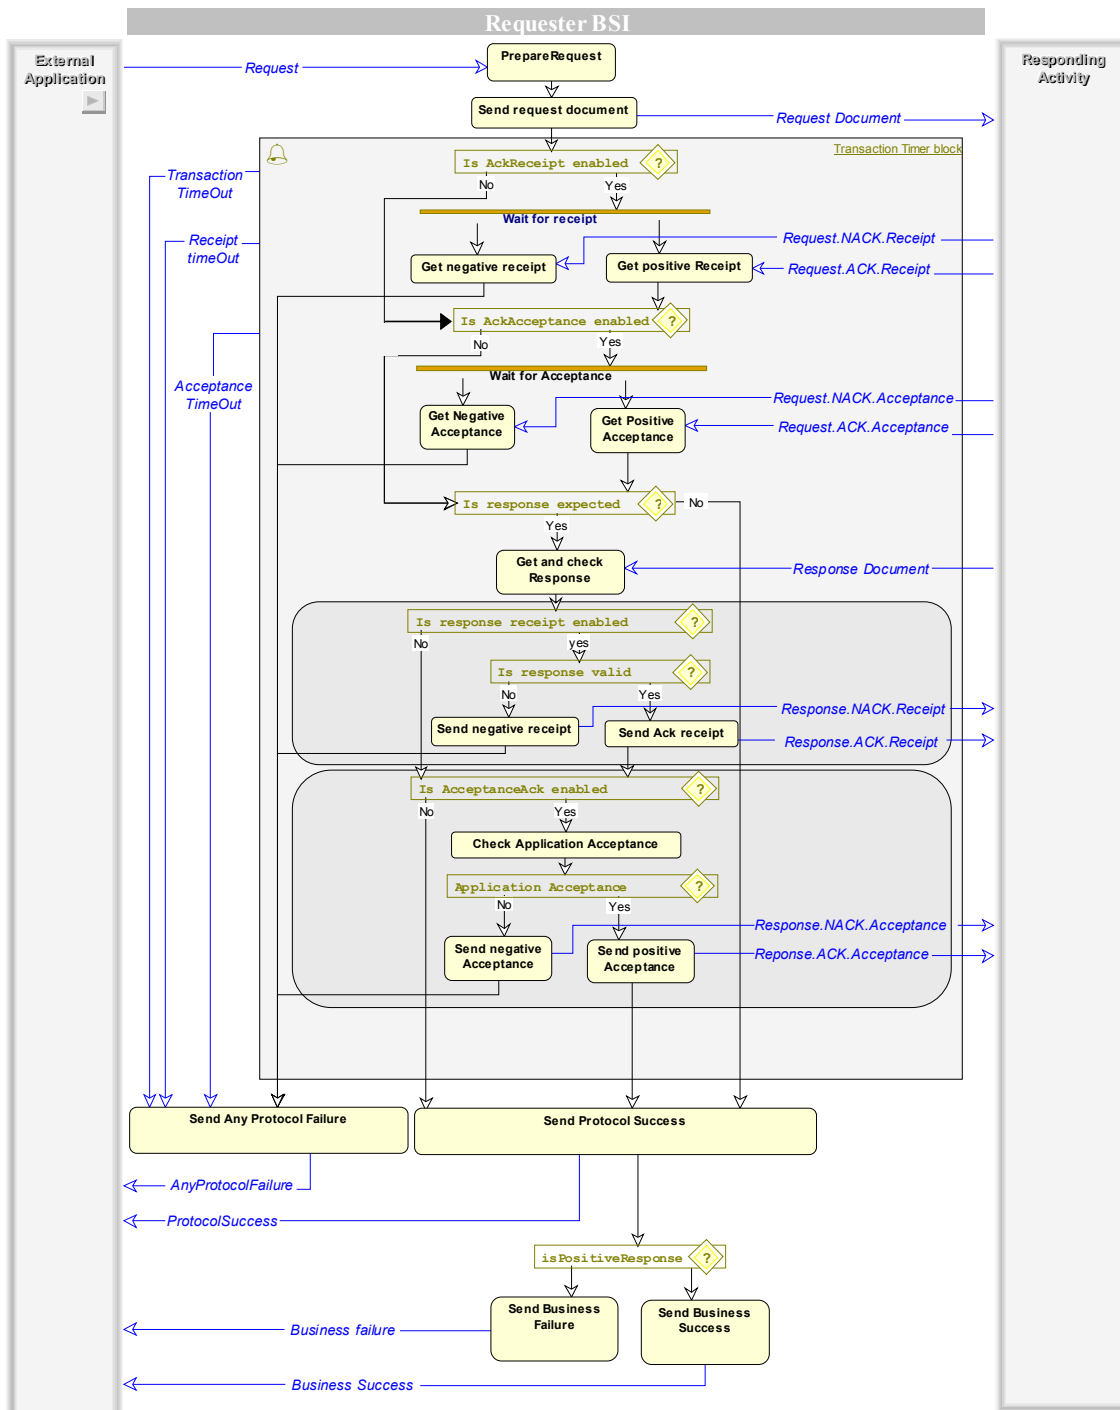 Requester BSI
External
Application
Responding
Activity
PrepareRequest
Request
Send request document
Request Document
Transaction Timer block
Is AckReceipt enabled
?
Transaction
TimeOut
No
Yes
Wait for receipt
Receipt
timeOut
Request.NACK.Receipt
Get negative receipt
Get positive Receipt
Request.ACK.Receipt
Is AckAcceptance enabled
?
No
Yes
Wait for Acceptance
Acceptance
TimeOut
Request.NACK.Acceptance
Get Negative
Acceptance
Get Positive
Acceptance
Request.ACK.Acceptance
Is response expected
?
No
Yes
Get and check
Response
Response Document
Is response receipt enabled
?
No
yes
Is response valid
?
No
Yes
Response.NACK.Receipt
Send negative receipt
Send Ack receipt
Response.ACK.Receipt
Is AcceptanceAck enabled
?
No
Yes
Check Application Acceptance
Application Acceptance
?
No
Yes
Response.NACK.Acceptance
Send negative
Acceptance
Send positive
Acceptance
Reponse.ACK.Acceptance
Send Any Protocol Failure
Send Protocol Success
AnyProtocolFailure
ProtocolSuccess
isPositiveResponse
?
Send Business
Failure
Send Business
Success
Business failure
Business Success